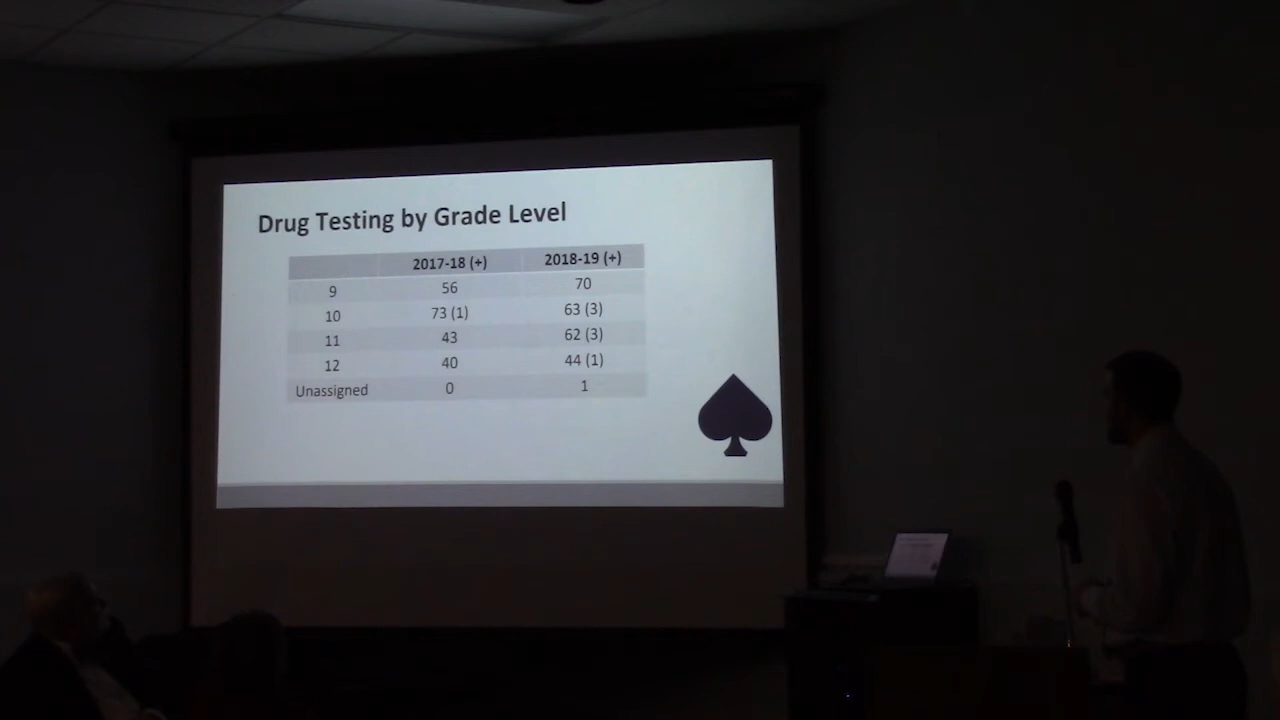 Drug Testing by Grade Level
2017-18 (+) 2018-19 (+)
9 56 70
10 73 (1) 63 (3)
11 43 62 (3)
12 40 44 (1)
Unassigned 0 1